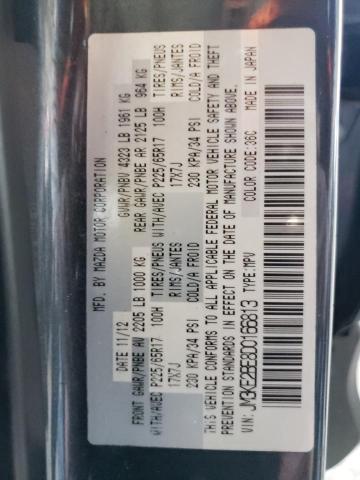 MFD. BY MAZDA MOTOR CORPORATION
DATE 11/12 GVWR/PNBV 4323 LB 1961 KG
FRONT GAWR/PNBE AV 2205 LB 1000 KG REAR GAWR/PNBE AR 2125 LB 964 KG
WITH/AVEC P225/65R17 100H TIRES/PNEUS WITH/AVEC P225/65R17 100H TIRES/PNEUS
17X7J RIMS/JANTES 17X7J RIMS/JANTES
230 KPA/34 PSI COLD/A FROID 230 KPA/34 PSI COLD/A FROID
THIS VEHICLE CONFORMS TO ALL APPLICABLE FEDERAL MOTOR VEHICLE SAFETY AND THEFT
PREVENTION STANDARDS IN EFFECT ON THE DATE OF MANUFACTURE SHOWN ABOVE.
MADE IN JAPAN
VIN: TYPE:MPV COLOR CODE:36C